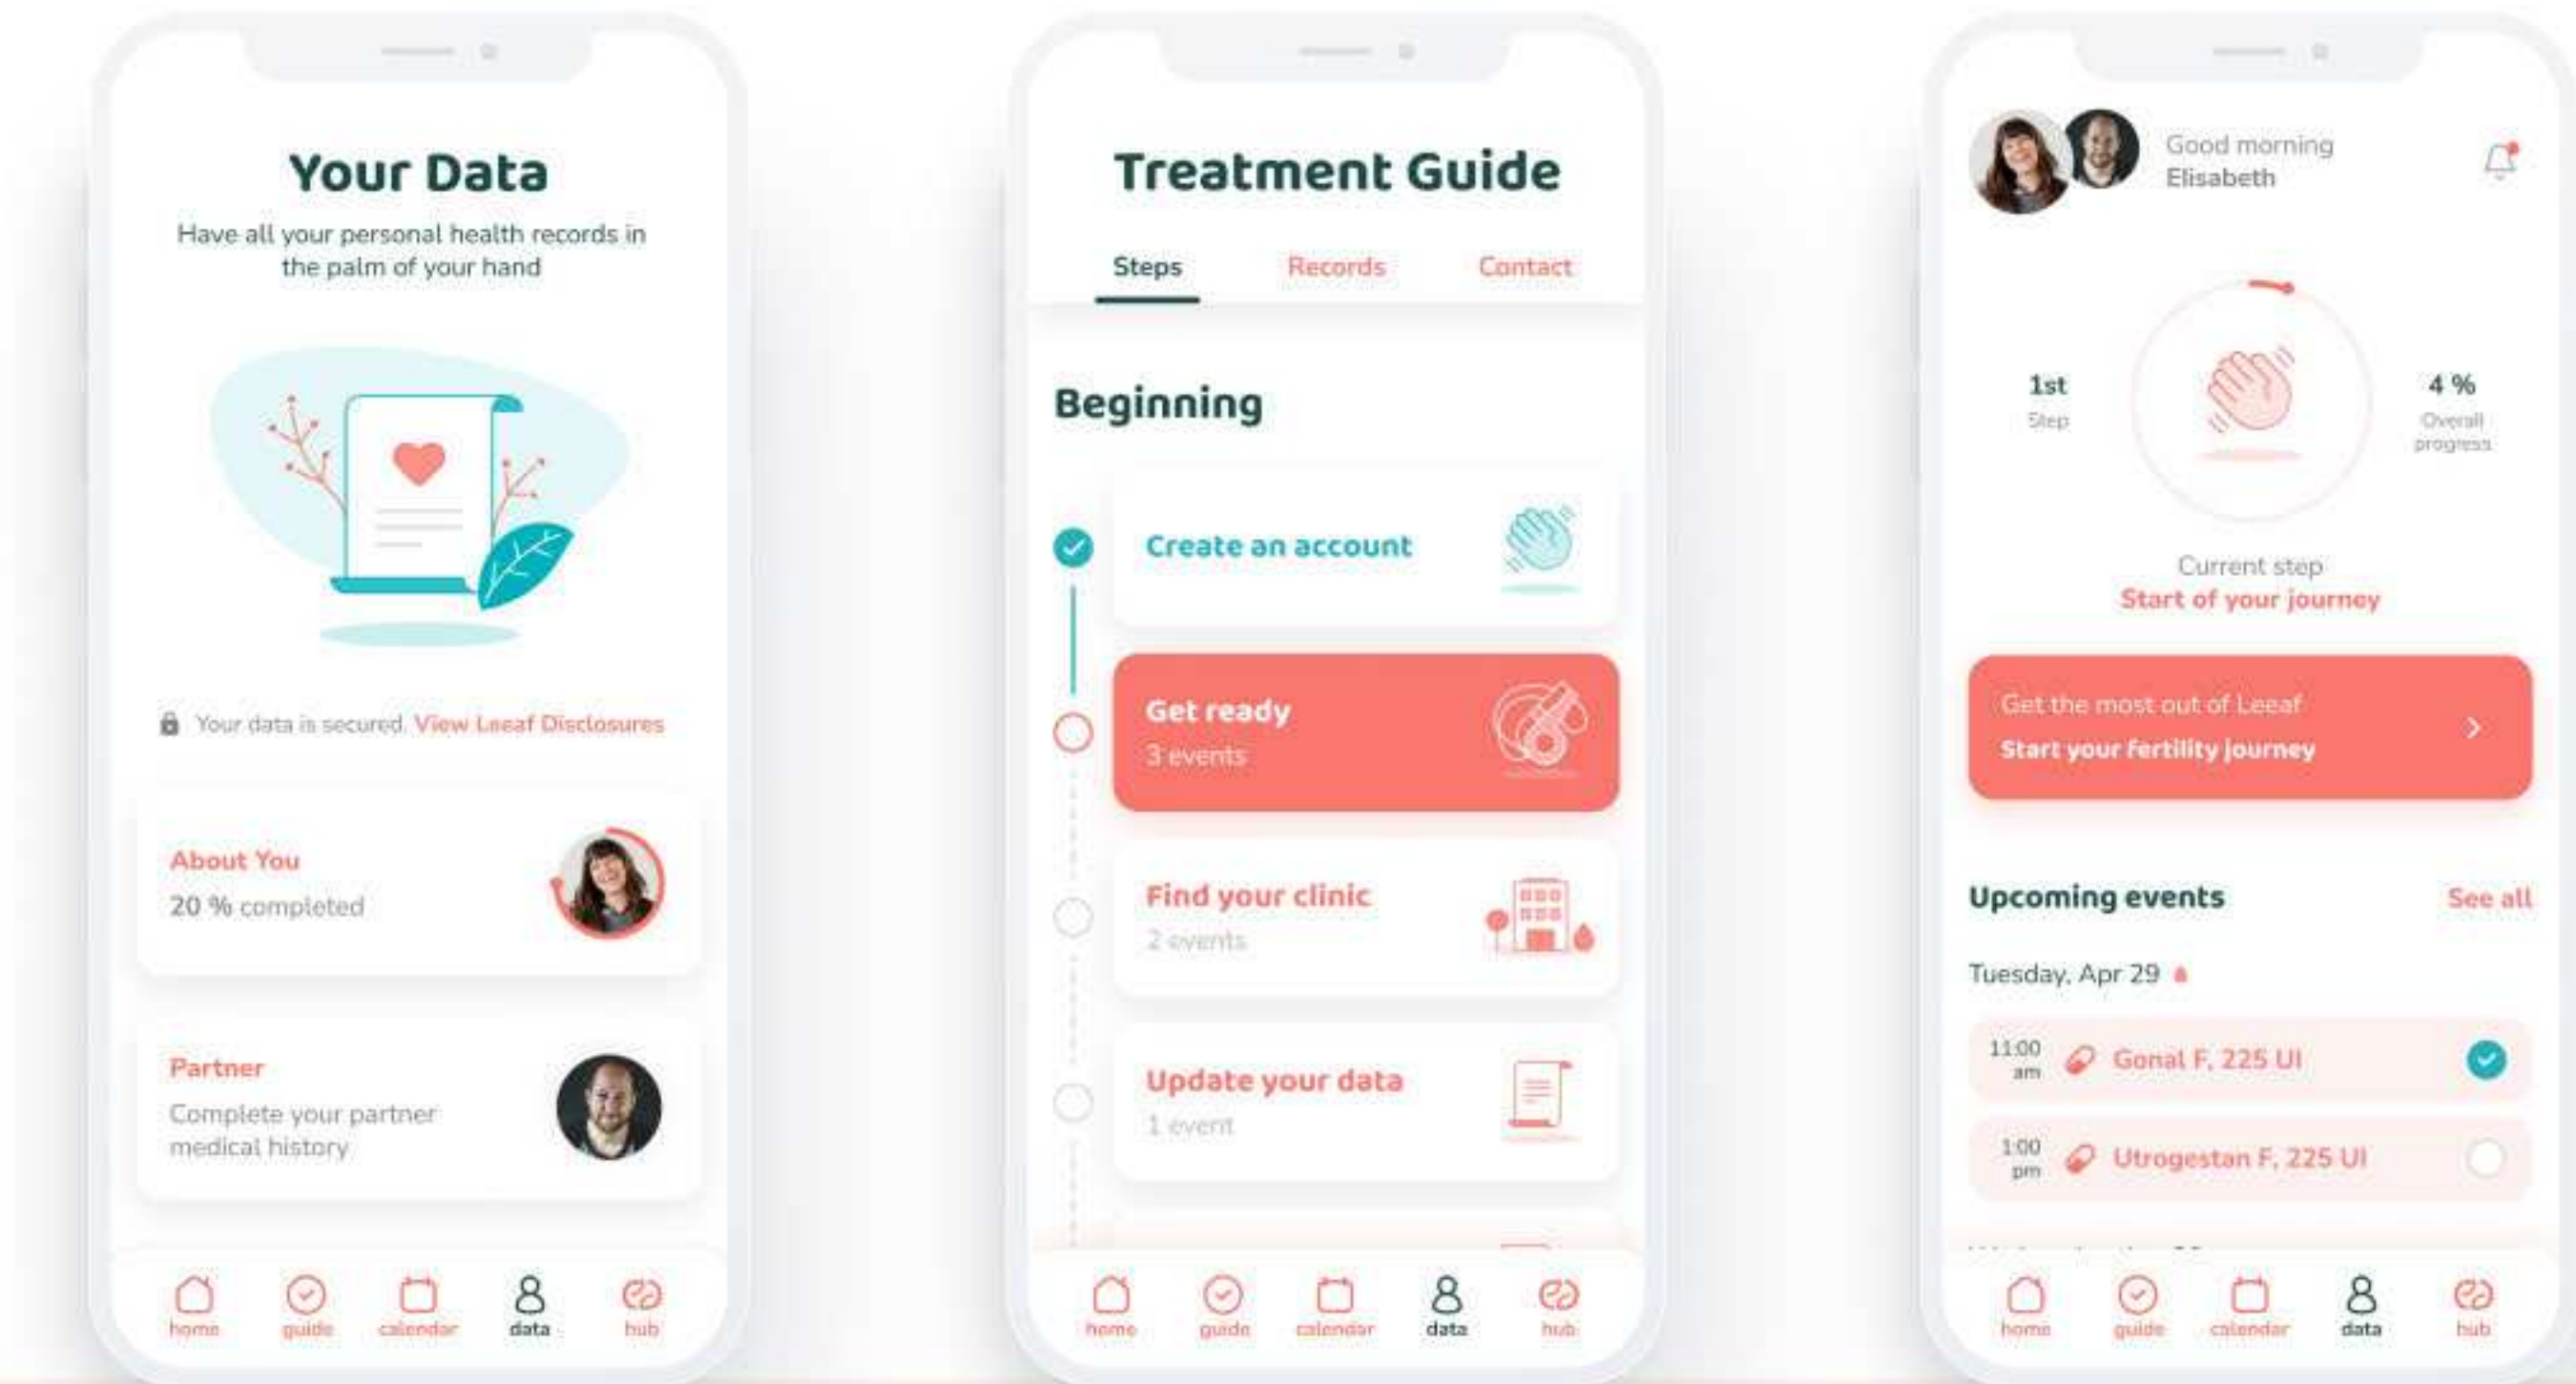 Your Data
Have all your personal health records in
the palm of your hand
Your data is secured. View Leeaf Disclosures
About You
20 % completed
Partner
Complete your partner
medical history
home
guide
calendar
data
hub
Treatment Guide
Steps
Records
Contact
Beginning
Create an account
Get ready
3 events
Find your clinic
2 events
Update your data
1 event
home
guide
calendar
data
hub
Good morning
Elisabeth
1st
Step
4 %
Overall
progress
Current step
Start of your journey
Get the most out of Leeaf
Start your fertility journey
Upcoming events
See all
Tuesday, Apr 29
11:00
am
Gonal F, 225 UI
1:00
pm
Utrogestan F, 225 UI
home
guide
calendar
data
hub